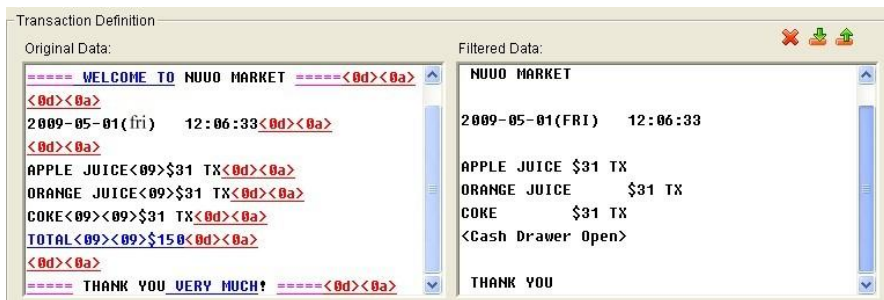 Transaction Definition
Original Data:
===== WELCOME TO NUUO MARKET =====<0d><0a>
<0d><0a>
2009-05-01(fri) 12:06:33<0d><0a>
<0d><0a>
APPLE JUICE<09>$31 TX<0d><0a>
ORANGE JUICE<09>$31 TX<0d><0a>
COKE<09><09>$31 TX<0d><0a>
TOTAL<09><09>$150<0d><0a>
<0d><0a>
===== THANK YOU VERY MUCH! =====<0d><0a>
Filtered Data:
NUUO MARKET
2009-05-01(FRI) 12:06:33
APPLE JUICE $31 TX
ORANGE JUICE $31 TX
COKE $31 TX
<Cash Drawer Open>
THANK YOU